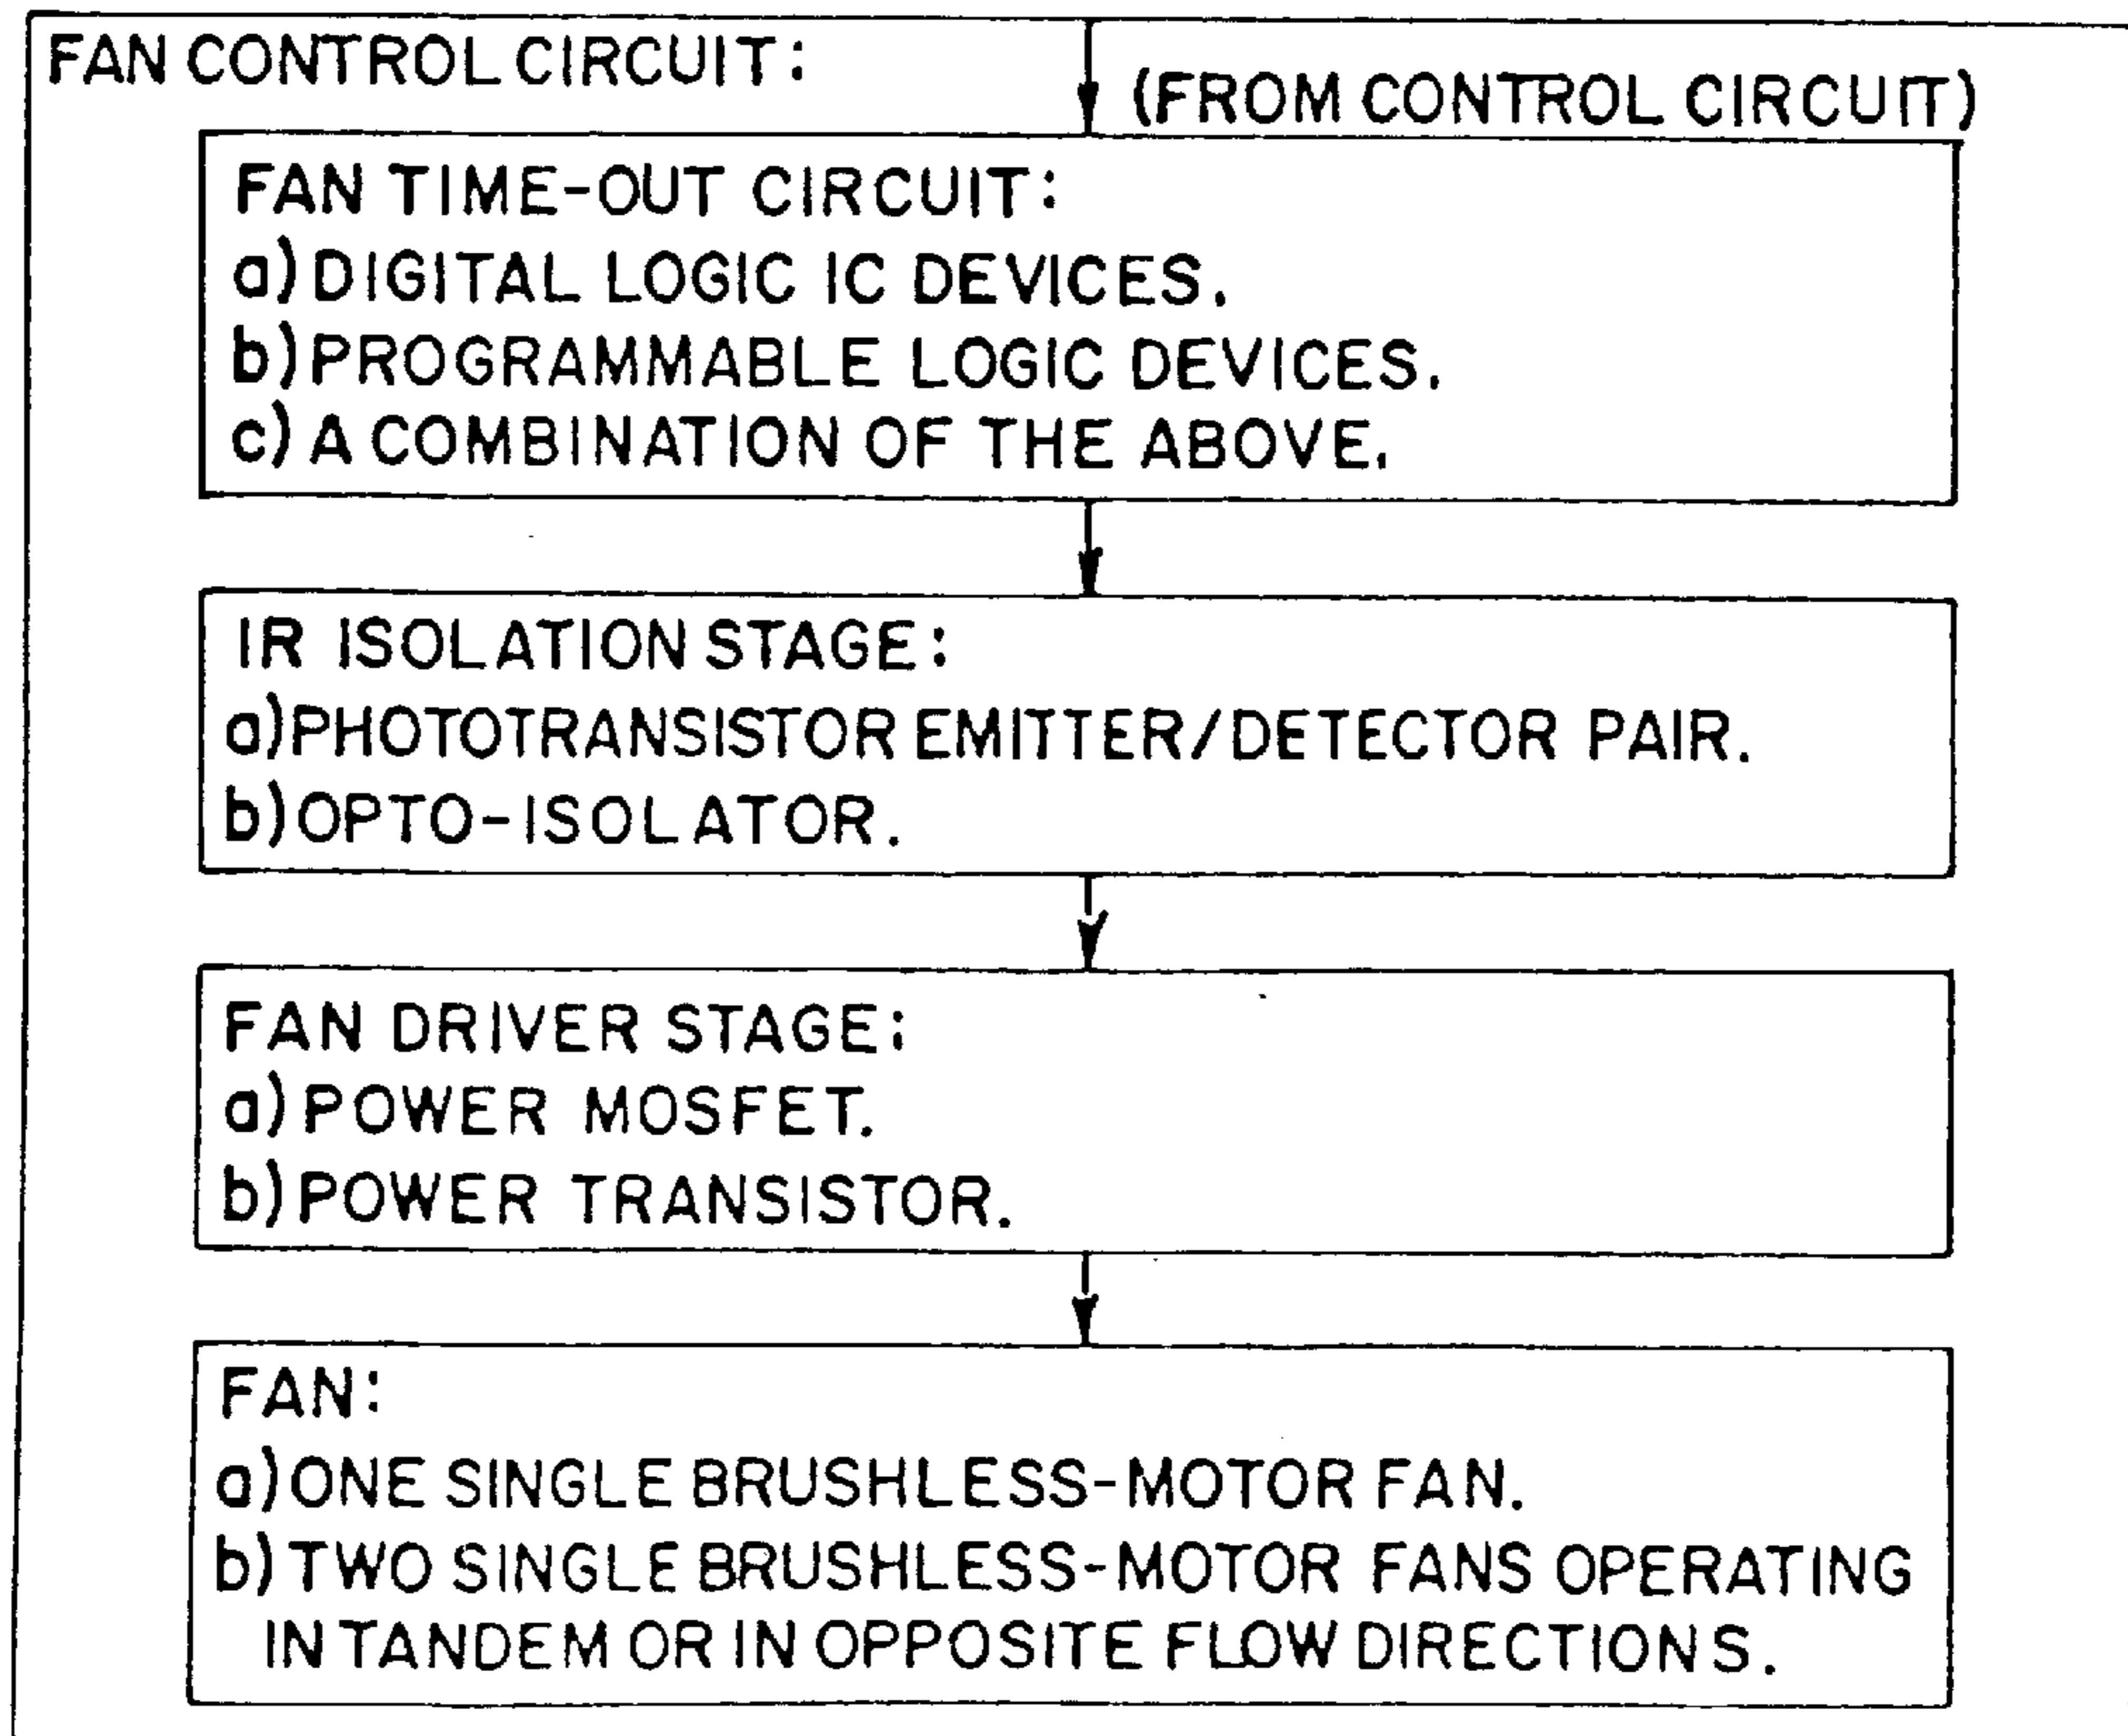 FAN CONTROL CIRCUIT:
(FROM CONTROL CIRCUIT)
FAN TIME-OUT CIRCUIT:
a) DIGITAL LOGIC IC DEVICES.
b) PROGRAMMABLE LOGIC DEVICES.
c) A COMBINATION OF THE ABOVE.
IR ISOLATION STAGE:
a) PHOTOTRANSISTOR EMITTER/DETECTOR PAIR.
b) OPTO-ISOLATOR.
FAN DRIVER STAGE:
a) POWER MOSFET.
b) POWER TRANSISTOR.
FAN:
a) ONE SINGLE BRUSHLESS-MOTOR FAN.
b) TWO SINGLE BRUSHLESS-MOTOR FANS OPERATING
IN TANDEM OR IN OPPOSITE FLOW DIRECTIONS.